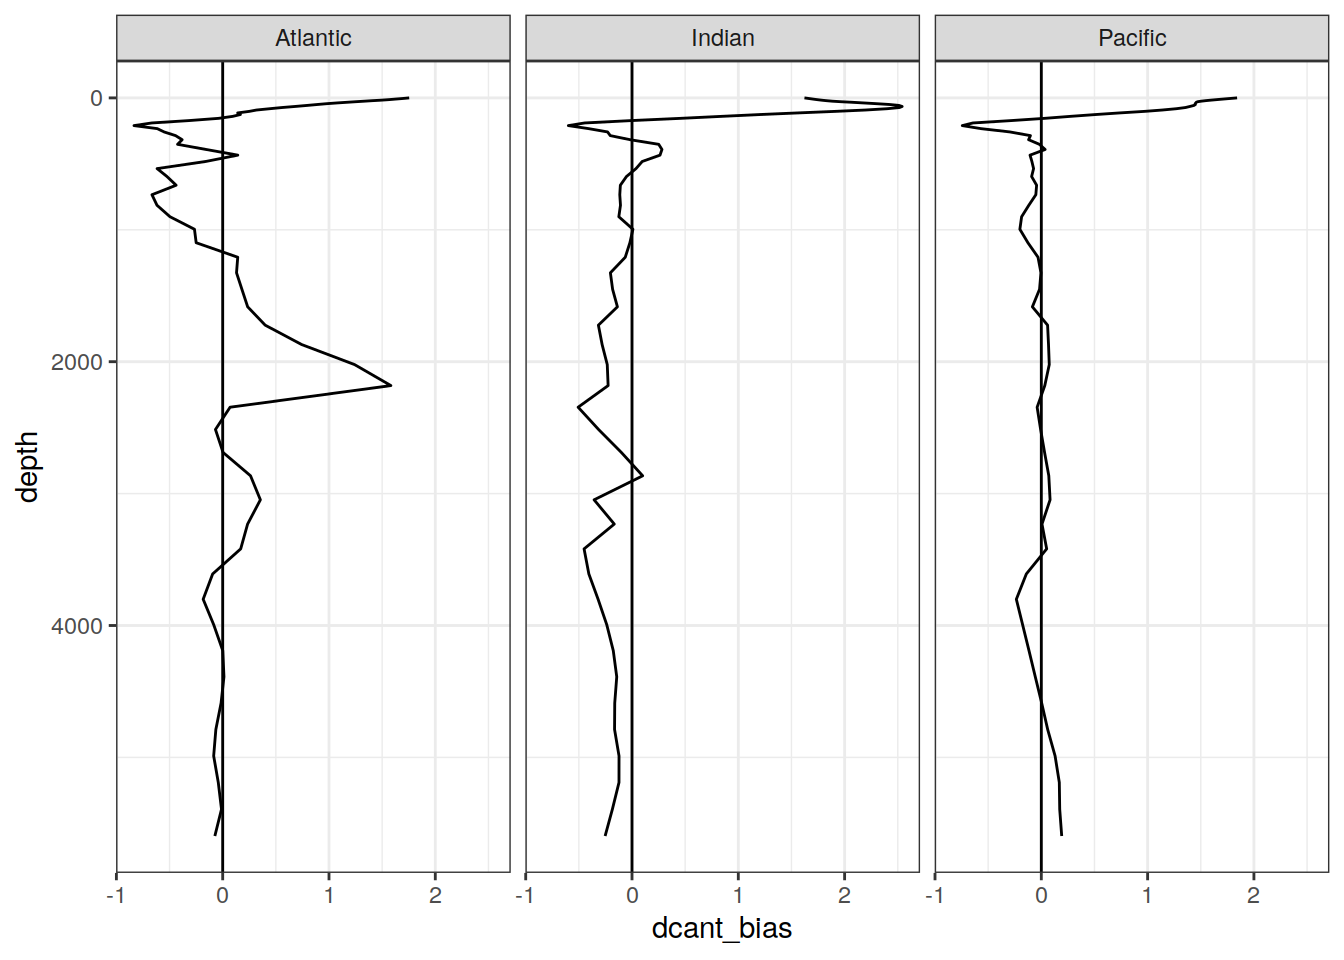 Atlantic
Indian
Pacific
0
2000
4000
depth
-1 0 1 2
-1 0 1 2
-1 0 1 2
dcant_bias